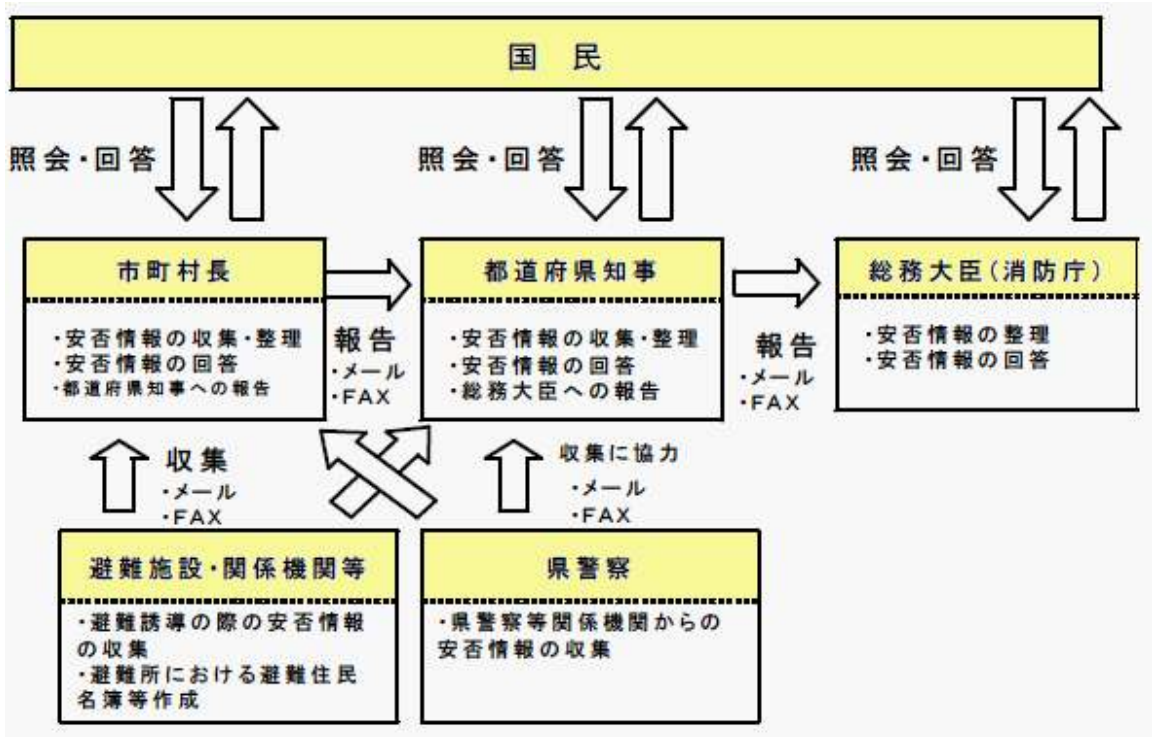 国 民
照会・回答
照会・回答
照会・回答
市町村長
・安否情報の収集・整理
・安否情報の回答
・都道府県知事への報告
報告
・メール
・FAX
都道府県知事
・安否情報の収集・整理
・安否情報の回答
・総務大臣への報告
報告
・メール
・FAX
総務大臣(消防庁)
・安否情報の整理
・安否情報の回答
収集
・メール
・FAX
収集に協力
・メール
・FAX
避難施設・関係機関等
・避難誘導の際の安否情報
の収集
・避難所における避難住民
名簿等作成
県警察
・県警察等関係機関からの
安否情報の収集